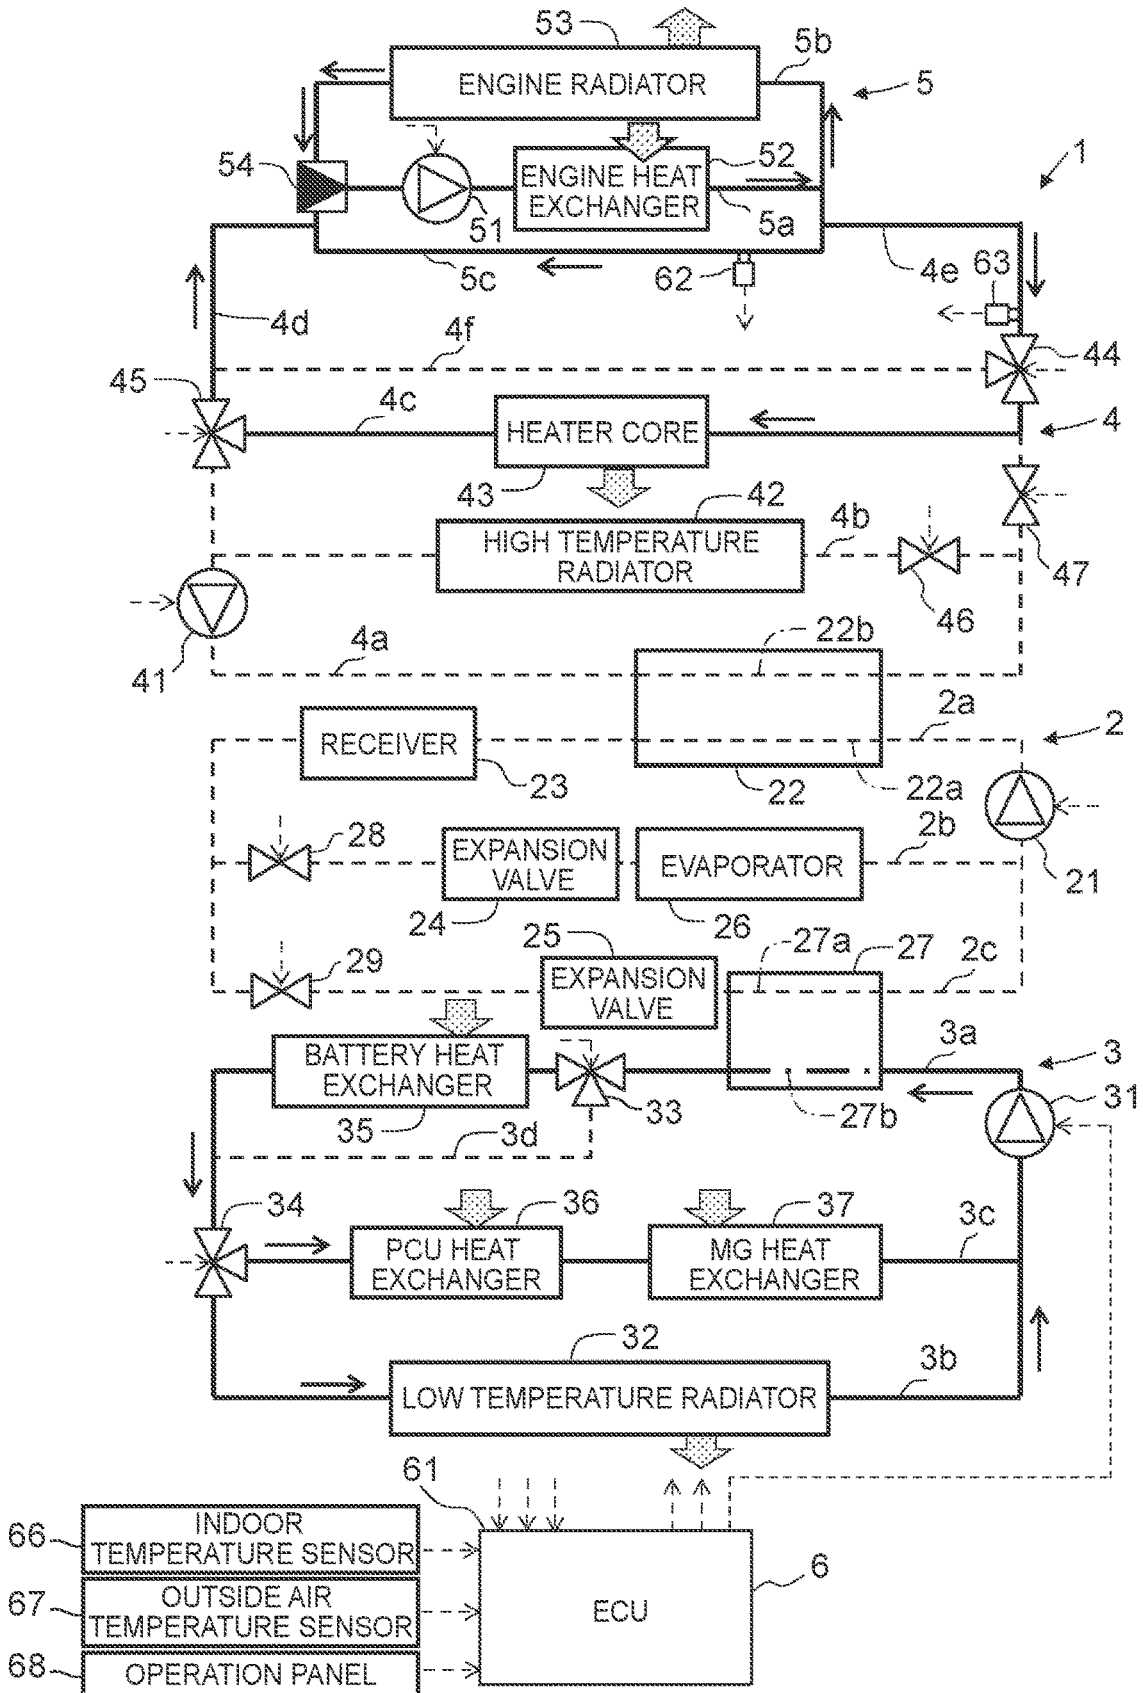 53
5b
ENGINE RADIATOR
5
54
52
ENGINE HEAT
EXCHANGER
1
51
5a
5c
62
4e
63
4d
4f
44
45
4c
HEATER CORE
4
43
42
4b
HIGH TEMPERATURE
RADIATOR
47
46
41
4a
22b
2a
2
RECEIVER
23
22
22a
28
2b
EXPANSION
VALVE
EVAPORATOR
21
24
26
25
27a
27
2c
29
EXPANSION
VALVE
BATTERY HEAT
EXCHANGER
3a
3
31
35
33
27b
3d
34
36
37
3c
PCU HEAT
EXCHANGER
MG HEAT
EXCHANGER
32
3b
LOW TEMPERATURE RADIATOR
61
66
INDOOR
TEMPERATURE SENSOR
67
OUTSIDE AIR
TEMPERATURE SENSOR
ECU
6
68
OPERATION PANEL